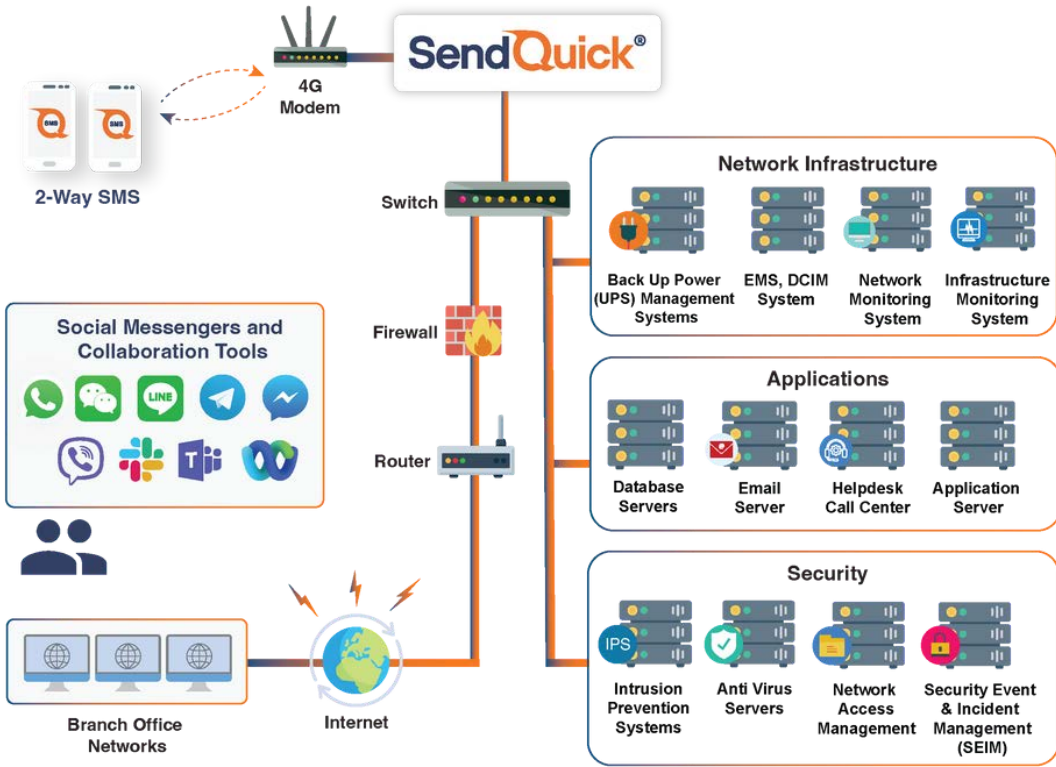 SendQuick®
4G
Modem
SMS
SMS
2-Way SMS
Switch
Network Infrastructure
Back Up Power
(UPS) Management
Systems
EMS, DCIM
System
Network
Monitoring
System
Infrastructure
Monitoring
System
Social Messengers and
Collaboration Tools
LINE
T
Firewall
Applications
Database
Servers
Email
Server
Helpdesk
Call Center
Application
Server
Router
Security
IPS
Intrusion
Prevention
Systems
Anti Virus
Servers
Network
Access
Management
Security Event
& Incident
Management
(SEIM)
Branch Office
Networks
Internet